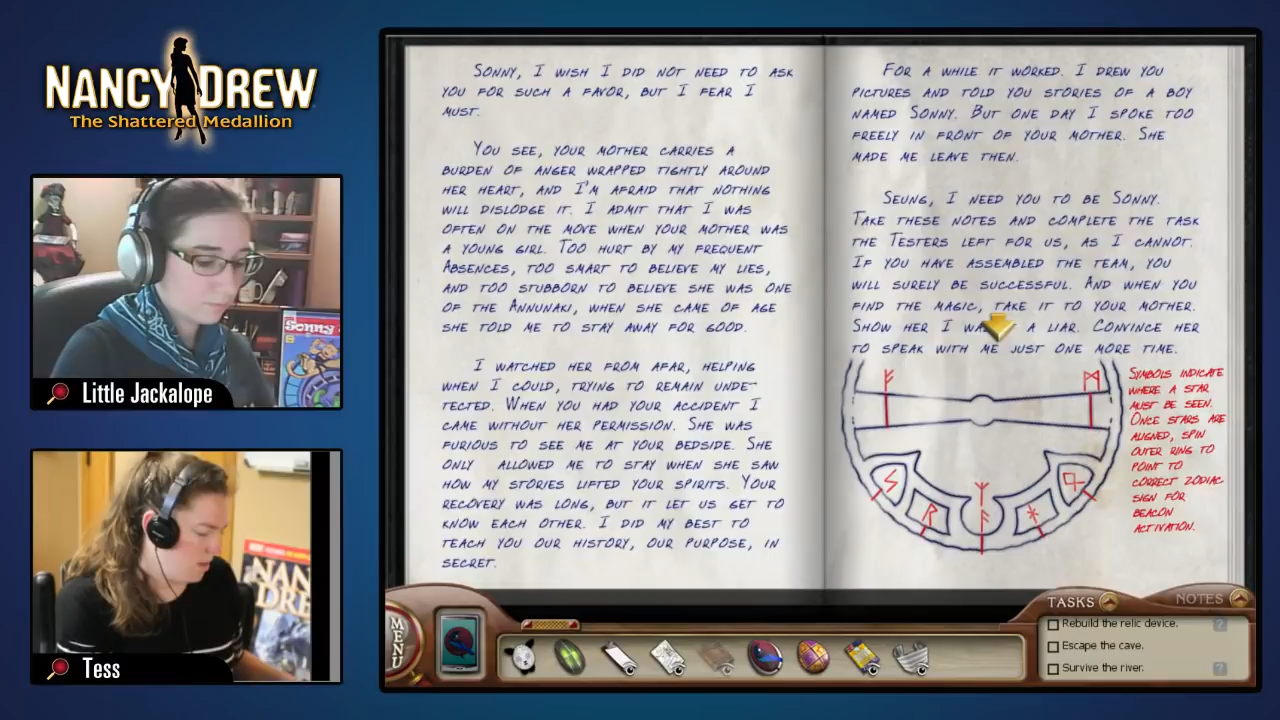 NANCY DREW
The Shattered Medallion
Little Jackalope
Tess
Sonny, I wish I did not need to ask
you for such a favor, but I fear I
must.
You see, your mother carries a
burden of anger wrapped tightly around
her heart, and I'm afraid that nothing
will dislodge it. I admit that I was
often on the move when your mother was
a young girl. Too hurt by my frequent
absences, too smart to believe my lies,
and too stubborn to believe she was one
of the Annunaki, when she came of age
she told me to stay away for good.
I watched her from afar, helping
when I could, trying to remain unde-
tected. When you had your accident I
came without her permission. She was
furious to see me at your bedside. She
only allowed me to stay when she saw
how my stories lifted your spirits. Your
recovery was long, but it let us get to
know each other. I did my best to
teach you our history, our purpose, in
secret.
For a while it worked. I drew you
pictures and told you stories of a boy
named Sonny. But one day I spoke too
freely in front of your mother. She
made me leave then.
Seung, I need you to be Sonny.
Take these notes and complete the task
the Testers left for us, as I cannot.
If you have assembled the team, you
will surely be successful. And when you
find the magic, take it to your mother.
Show her I a liar. Convince her
to speak with me just one more time.
Symbols indicate
where a star
must be seen.
Once stars are
aligned, spin
outer ring to
point to
correct zodiac
sign for
beacon
activation.
MENU
TASKS
NOTES
Rebuild the relic device.
Escape the cave.
Survive the river.
Sonny
NAN
DRE